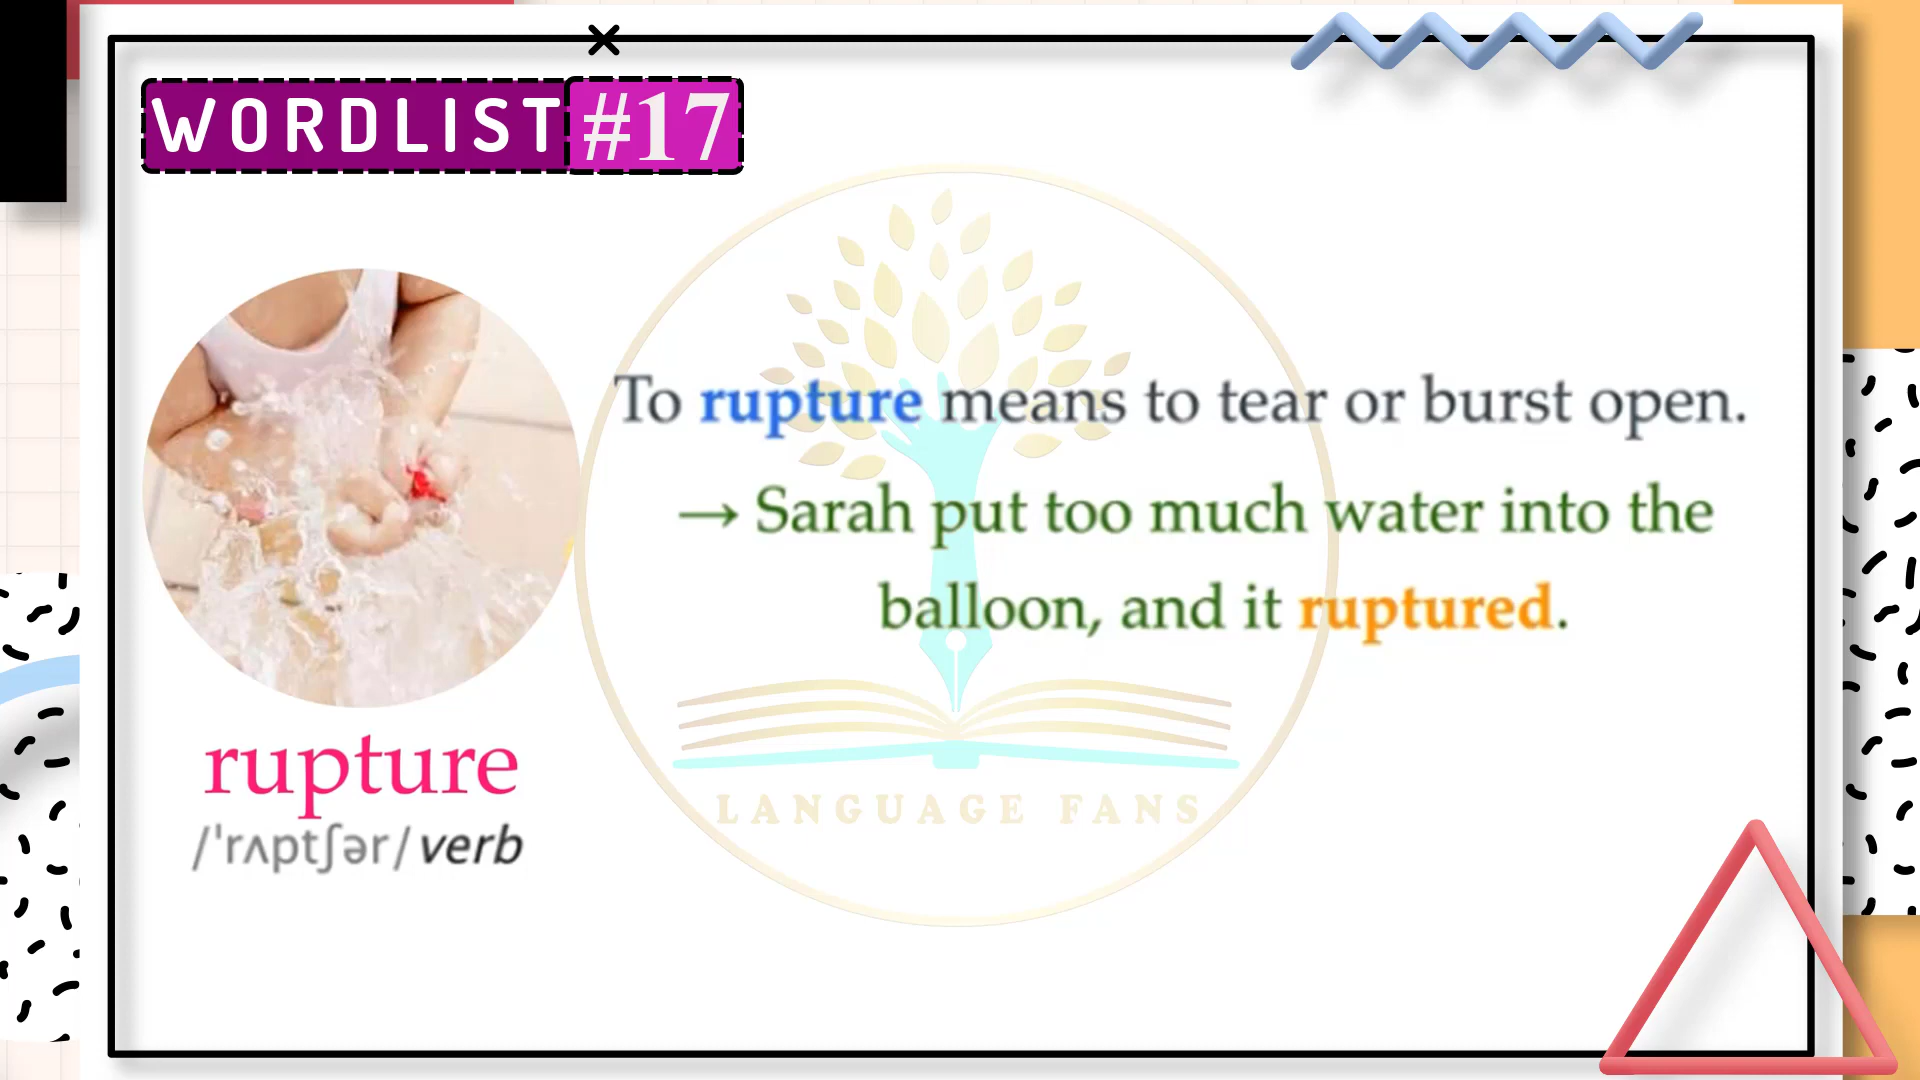 WORDLIST #17
To rupture means to tear or burst open.
→ Sarah put too much water into the
balloon, and it ruptured.
rupture
/ˈrʌptʃər/ verb
LANGUAGE FANS